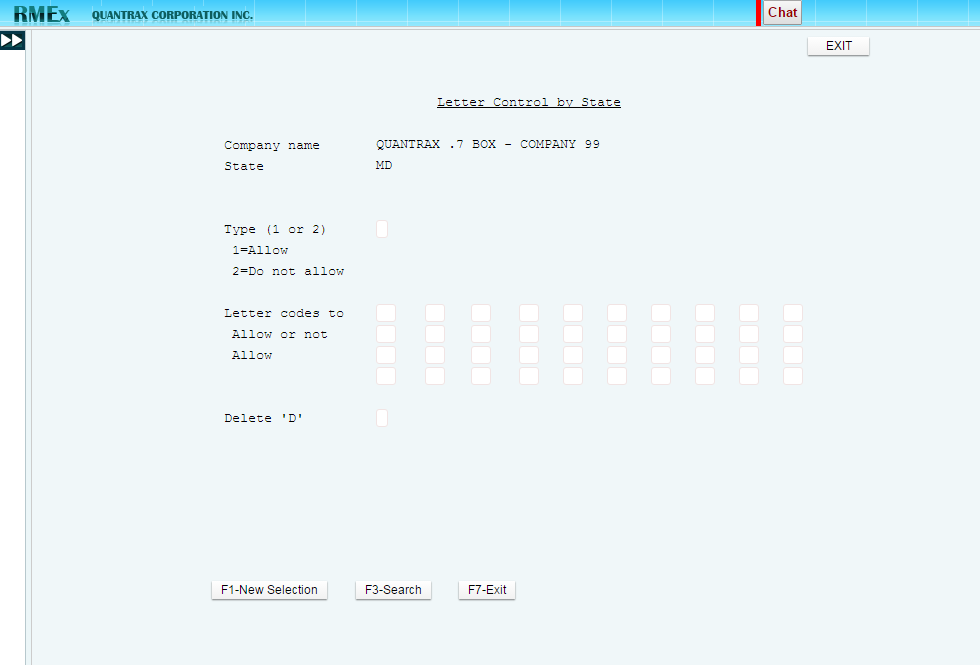 RMEx QUANTRAX CORPORATION INC. Chat
EXIT
Letter Control by State
Company name QUANTRAX .7 BOX - COMPANY 99
State MD
Type (1 or 2)
1=Allow
2=Do not allow
Letter codes to
Allow or not
Allow
Delete 'D'
F1-New Selection F3-Search F7-Exit